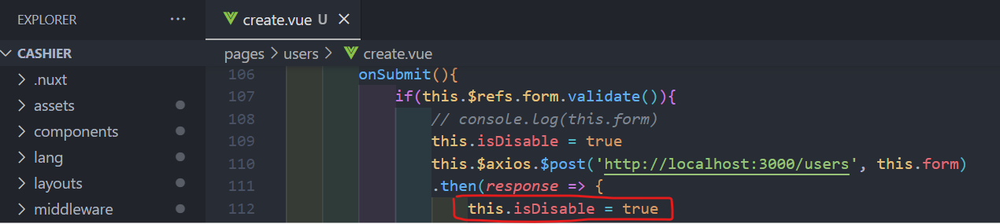 EXPLORER ...
create.vue U ×
CASHIER
pages > users > create.vue
.nuxt
assets
components
lang
layouts
middleware
106 onSubmit(){
107 if(this.$refs.form.validate()){
108 // console.log(this.form)
109 this.isDisable = true
110 this.$axios.$post('http://localhost:3000/users', this.form)
111 .then(response => {
112 this.isDisable = true